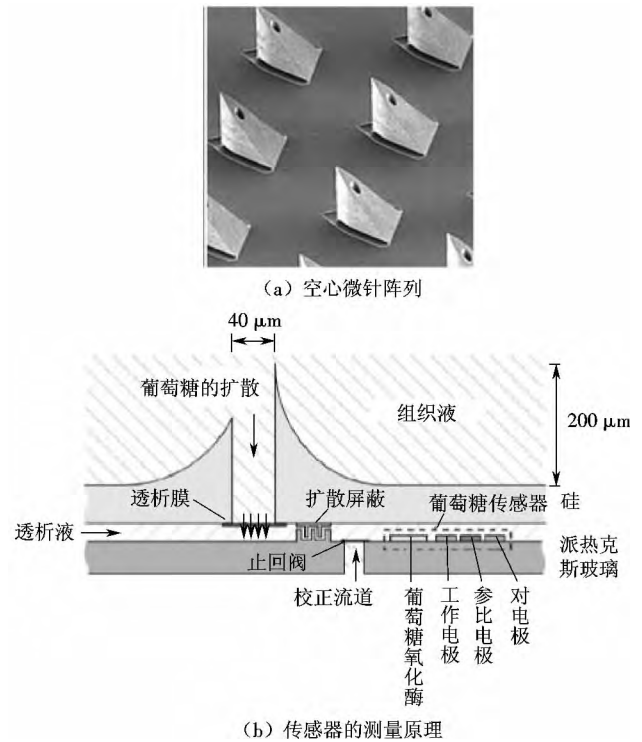 （a）空心微针阵列
40 μm
葡萄糖的扩散
组织液
200 μm
透析膜
扩散屏蔽
葡萄糖传感器
硅
透析液
止回阀
派热克
斯玻璃
校正流道
葡萄糖氧化酶
工作电极
参比电极
对电极
（b）传感器的测量原理